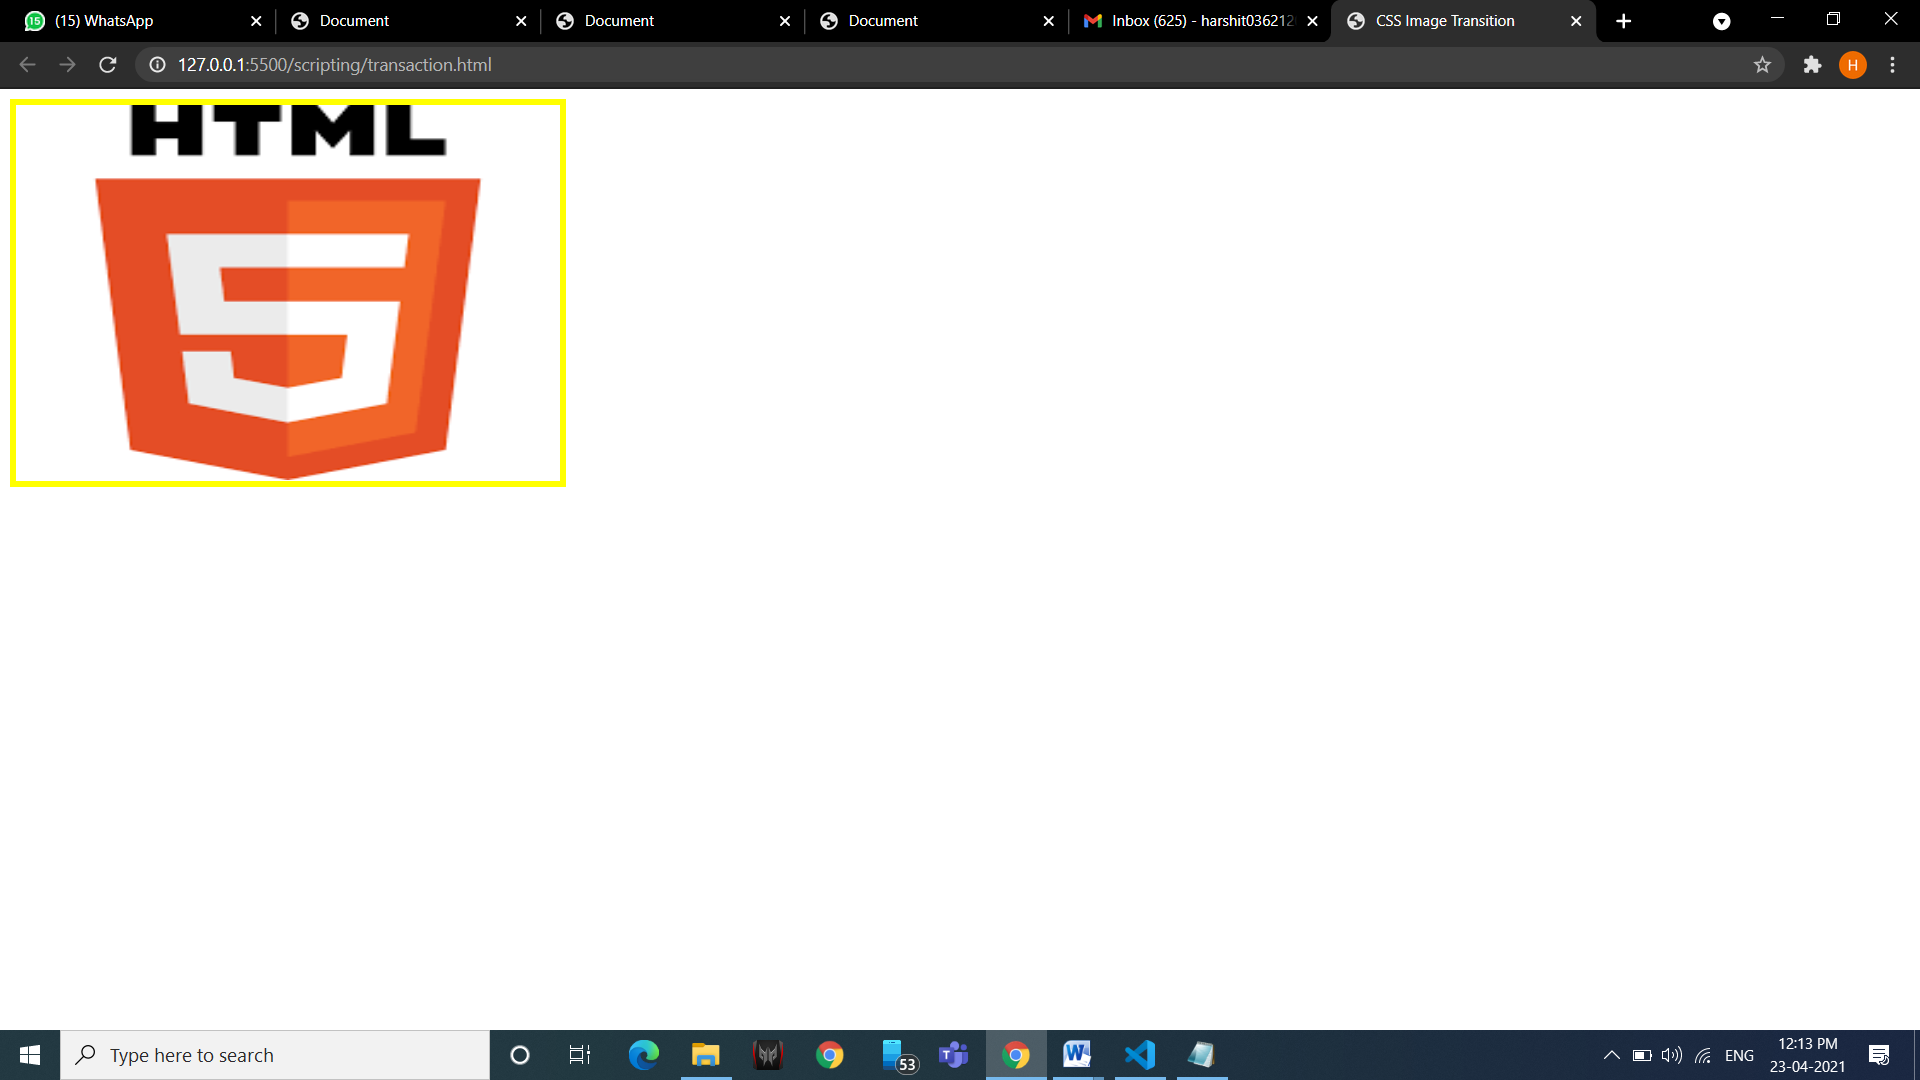 15 (15) WhatsApp Document Document Document Inbox (625) - harshit036212 CSS Image Transition
127.0.0.1:5500/scripting/transaction.html H
HTML
5
Type here to search 53 T W ENG 12:13 PM
23-04-2021